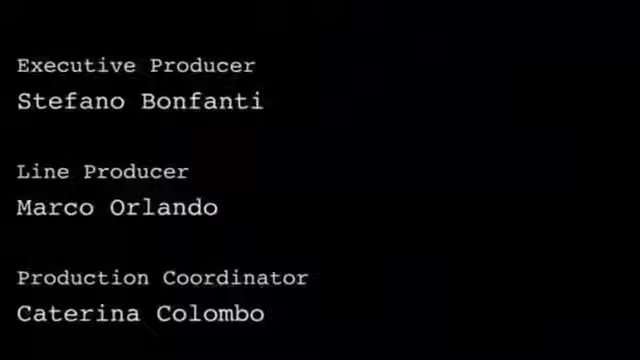 Executive Producer
Stefano Bonfanti
Line Producer
Marco Orlando
Production Coordinator
Caterina Colombo